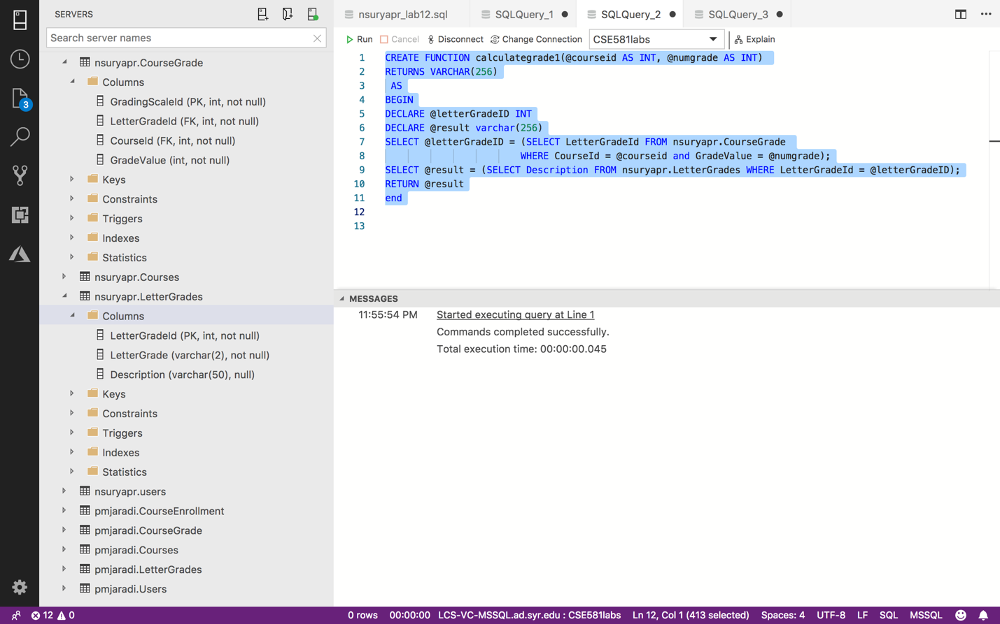 SERVERS
Search server names
nsuryapr.CourseGrade
Columns
GradingScaleId (PK, int, not null)
LetterGradeId (FK, int, not null)
CourseId (FK, int, not null)
GradeValue (int, not null)
Keys
Constraints
Triggers
Indexes
Statistics
nsuryapr.Courses
nsuryapr.LetterGrades
Columns
LetterGradeId (PK, int, not null)
LetterGrade (varchar(2), not null)
Description (varchar(50), null)
Keys
Constraints
Triggers
Indexes
Statistics
nsuryapr.users
pmjaradi.CourseEnrollment
pmjaradi.CourseGrade
pmjaradi.Courses
pmjaradi.LetterGrades
pmjaradi.Users
3
nsuryapr_lab12.sql SQLQuery_1 SQLQuery_2 SQLQuery_3
Run Cancel Disconnect Change Connection CSE581labs Explain
1 CREATE FUNCTION calculategrade1(@courseid AS INT, @numgrade AS INT)
2 RETURNS VARCHAR(256)
3 AS
4 BEGIN
5 DECLARE @letterGradeID INT
6 DECLARE @result varchar(256)
7 SELECT @letterGradeID = (SELECT LetterGradeId FROM nsuryapr.CourseGrade
8 WHERE CourseId = @courseid and GradeValue = @numgrade);
9 SELECT @result = (SELECT Description FROM nsuryapr.LetterGrades WHERE LetterGradeId = @letterGradeID);
10 RETURN @result
11 end
12
13
MESSAGES
11:55:54 PM Started executing query at Line 1
Commands completed successfully.
Total execution time: 00:00:00.045
12 0 0 rows 00:00:00 LCS-VC-MSSQL.ad.syr.edu : CSE581labs Ln 12, Col 1 (413 selected) Spaces: 4 UTF-8 LF SQL MSSQL